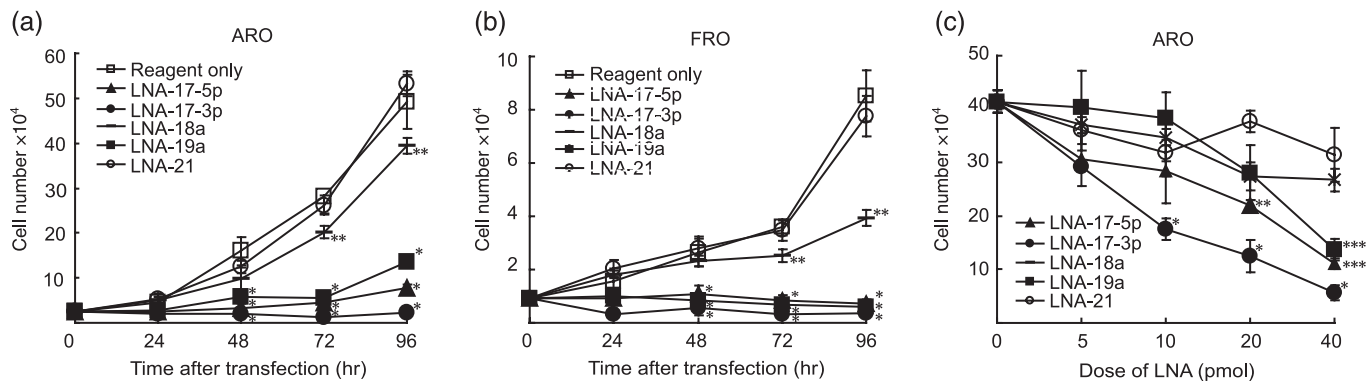 (a)
ARO
Cell number ×10⁴
60
50
40
30
20
10
0
24
48
72
96
Time after transfection (hr)
Reagent only
LNA-17-5p
LNA-17-3p
LNA-18a
LNA-19a
LNA-21
**
**
*
*
*
*
*
*
*
*
*
(b)
FRO
Cell number ×10⁴
10
8
6
4
2
0
24
48
72
96
Time after transfection (hr)
Reagent only
LNA-17-5p
LNA-17-3p
LNA-18a
LNA-19a
LNA-21
**
**
*
*
*
*
*
*
*
*
*
(c)
ARO
Cell number ×10⁴
50
40
30
20
10
0
5
10
20
40
Dose of LNA (pmol)
LNA-17-5p
LNA-17-3p
LNA-18a
LNA-19a
LNA-21
*
**
*
***
***
*